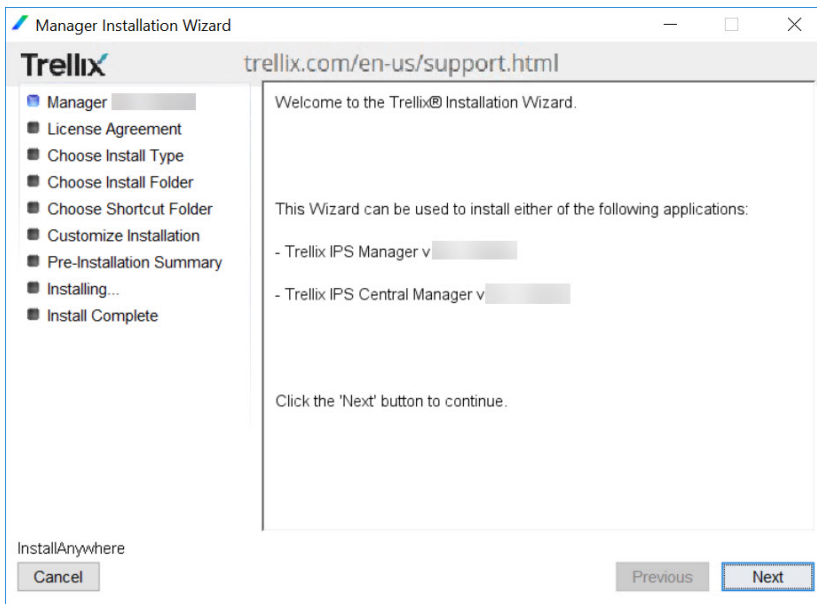 Manager Installation Wizard
Trellix
trellix.com/en-us/support.html
Manager
License Agreement
Choose Install Type
Choose Install Folder
Choose Shortcut Folder
Customize Installation
Pre-Installation Summary
Installing...
Install Complete
Welcome to the Trellix® Installation Wizard.
This Wizard can be used to install either of the following applications:
- Trellix IPS Manager v
- Trellix IPS Central Manager v
Click the 'Next' button to continue.
InstallAnywhere
Cancel
Previous
Next